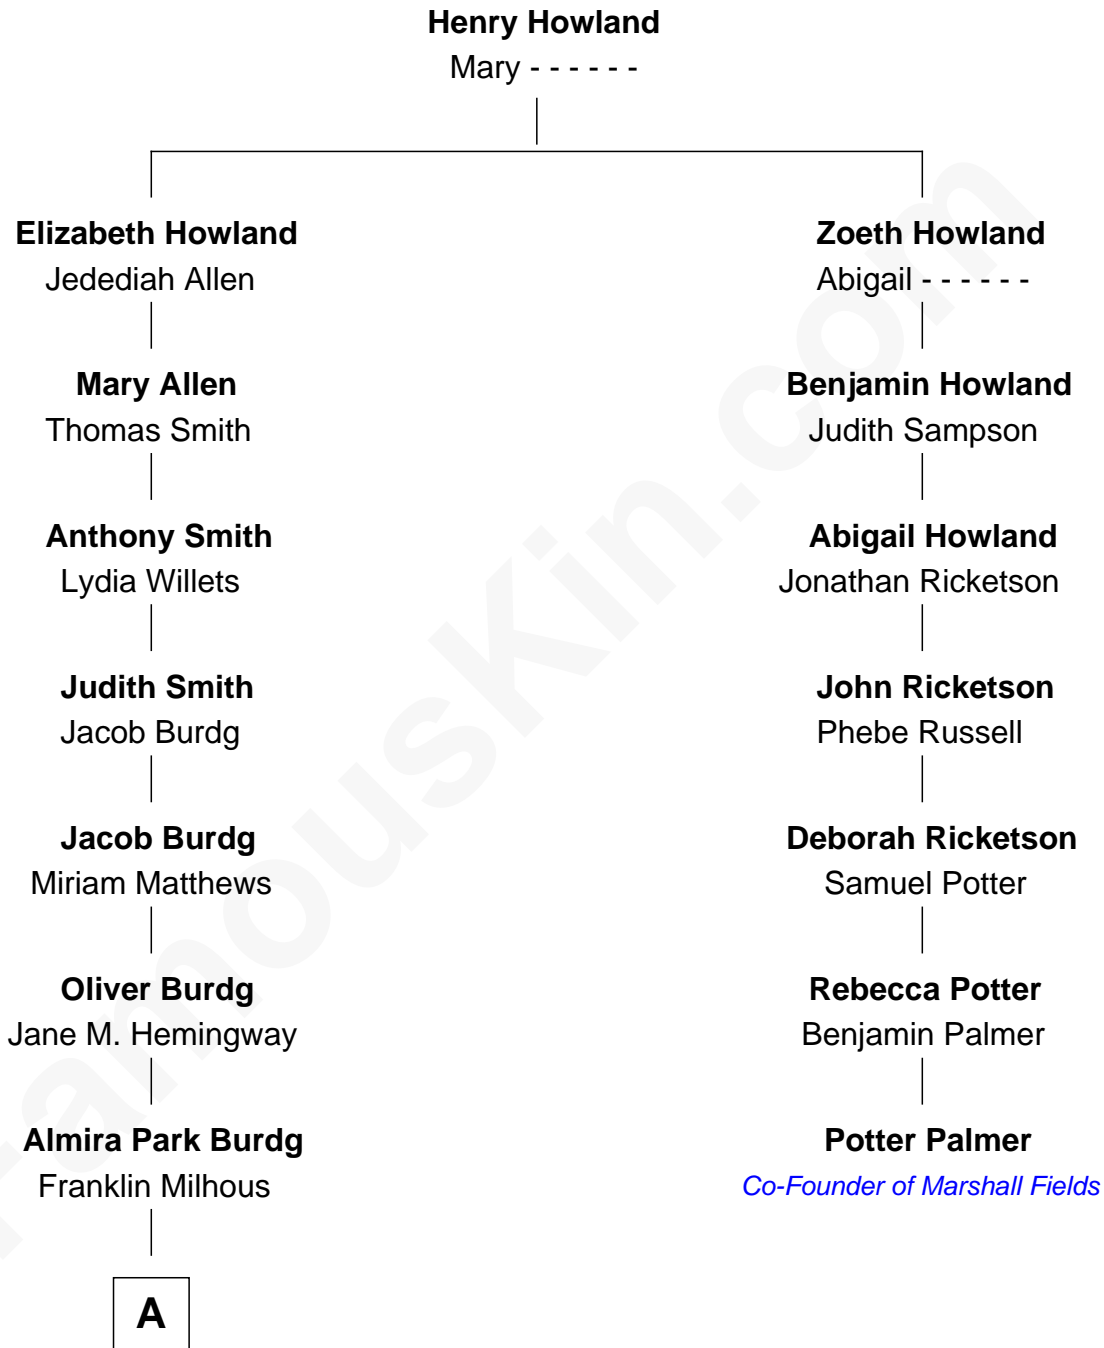 Henry Howland
Mary - - - - - -
Elizabeth Howland
Jedediah Allen
Zoeth Howland
Abigail - - - - - -
Mary Allen
Thomas Smith
Benjamin Howland
Judith Sampson
Anthony Smith
Lydia Willets
Abigail Howland
Jonathan Ricketson
Judith Smith
Jacob Burdg
John Ricketson
Phebe Russell
Jacob Burdg
Miriam Matthews
Deborah Ricketson
Samuel Potter
Oliver Burdg
Jane M. Hemingway
Rebecca Potter
Benjamin Palmer
Almira Park Burdg
Franklin Milhous
Potter Palmer
Co-Founder of Marshall Fields
A
FamousKin.com